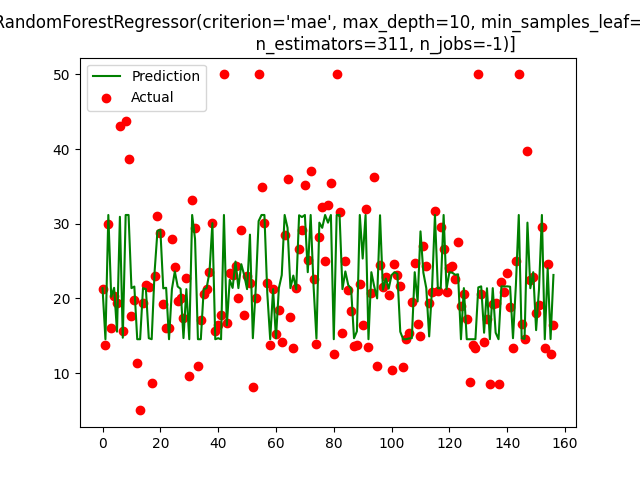 RandomForestRegressor(criterion='mae', max_depth=10, min_samples_leaf=
n_estimators=311, n_jobs=-1)]
50
40
30
20
10
Prediction
Actual
0 20 40 60 80 100 120 140 160